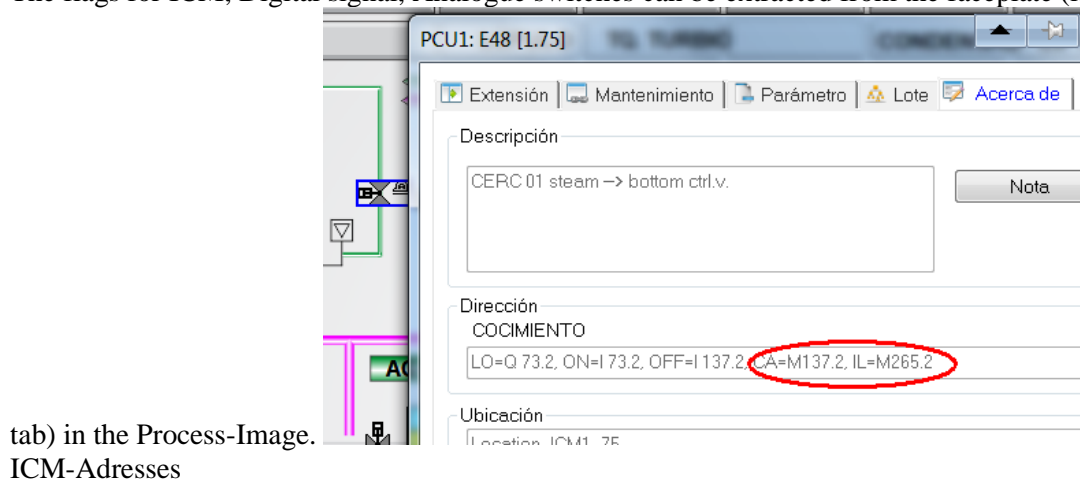 The flags for ICM, Digital signal, Analogue switches can be extracted from the faceplate
PCU1: E48 [1.75]
Extensión Mantenimiento Parámetro Lote Acerca de
Descripción
CERC 01 steam --> bottom ctrl.v.
Nota
Dirección
COCIMIENTO
LO=Q 73.2, ON=I 73.2, OFF=I 137.2, CA=M137.2, IL=M265.2
Ubicación
Location ICM1 75
tab) in the Process-Image.
ICM-Adresses